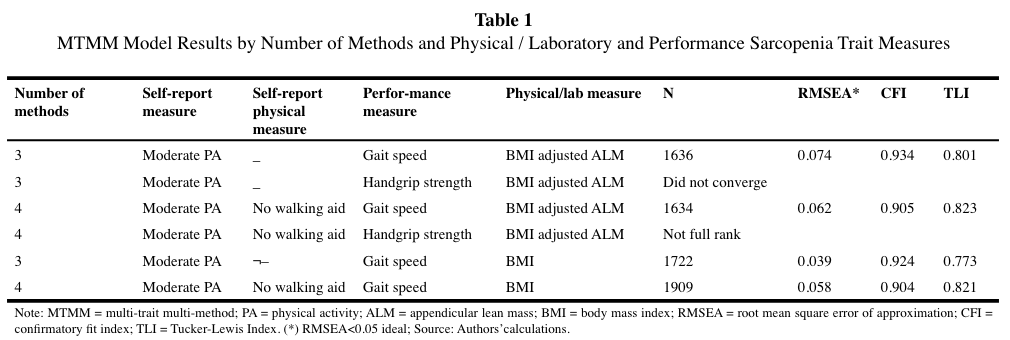 Table 1
MTMM Model Results by Number of Methods and Physical / Laboratory and Performance Sarcopenia Trait Measures
Number of methods Self-report measure Self-report physical measure Perfor-mance measure Physical/lab measure N RMSEA* CFI TLI
3 Moderate PA _ Gait speed BMI adjusted ALM 1636 0.074 0.934 0.801
3 Moderate PA _ Handgrip strength BMI adjusted ALM Did not converge
4 Moderate PA No walking aid Gait speed BMI adjusted ALM 1634 0.062 0.905 0.823
4 Moderate PA No walking aid Handgrip strength BMI adjusted ALM Not full rank
3 Moderate PA ¬– Gait speed BMI 1722 0.039 0.924 0.773
4 Moderate PA No walking aid Gait speed BMI 1909 0.058 0.904 0.821
Note: MTMM = multi-trait multi-method; PA = physical activity; ALM = appendicular lean mass; BMI = body mass index; RMSEA = root mean square error of approximation; CFI =
confirmatory fit index; TLI = Tucker-Lewis Index. (*) RMSEA<0.05 ideal; Source: Authors'calculations.